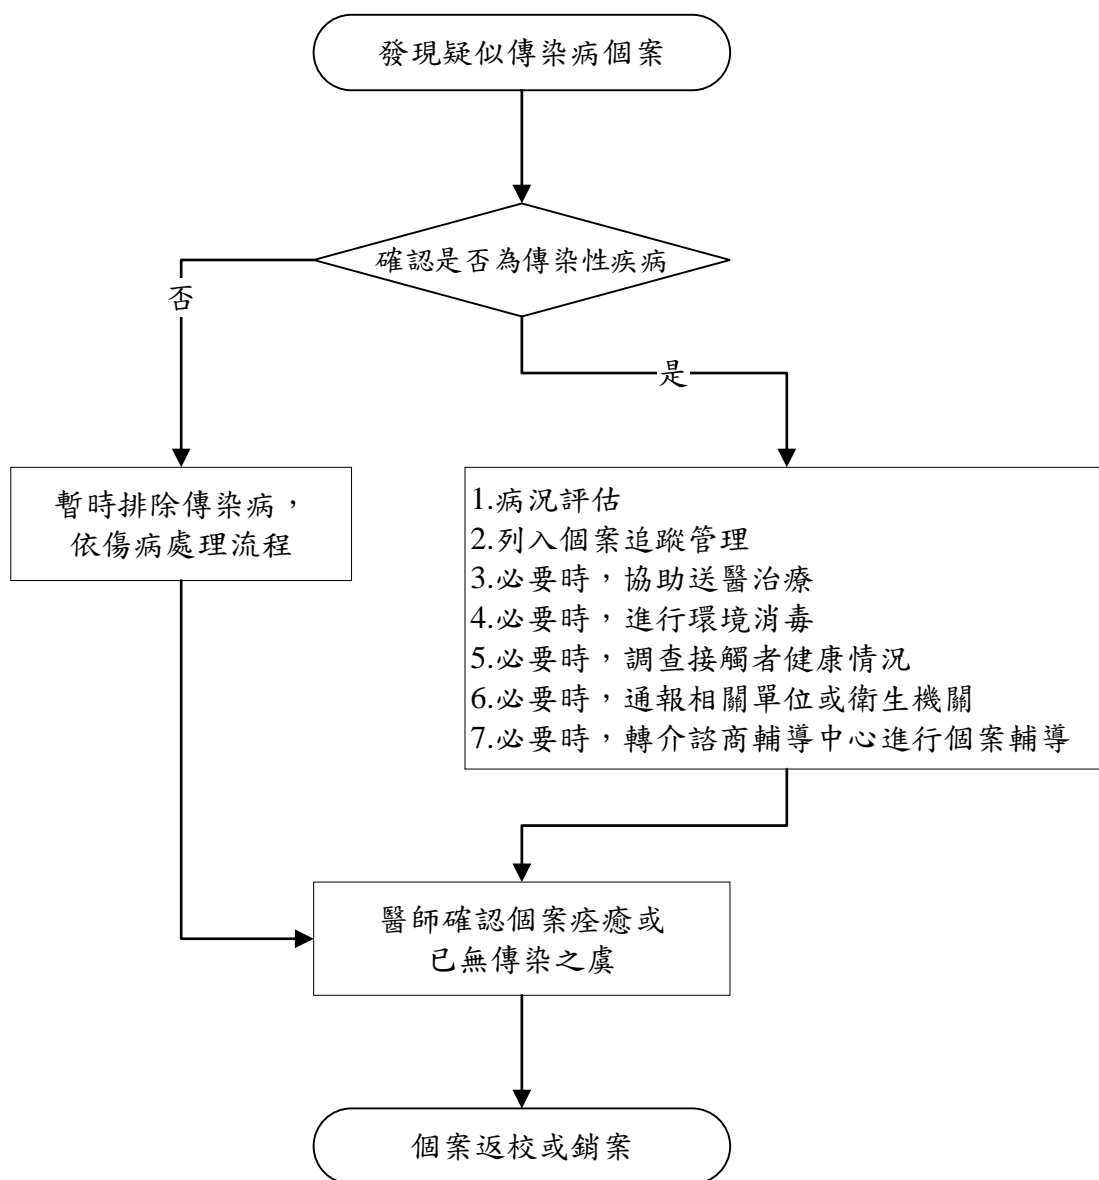 發現疑似傳染病個案
確認是否為傳染性疾病
否
是
暫時排除傳染病，
依傷病處理流程
1.病況評估
2.列入個案追蹤管理
3.必要時，協助送醫治療
4.必要時，進行環境消毒
5.必要時，調查接觸者健康情況
6.必要時，通報相關單位或衛生機關
7.必要時，轉介諮商輔導中心進行個案輔導
醫師確認個案痊癒或
已無傳染之虞
個案返校或銷案